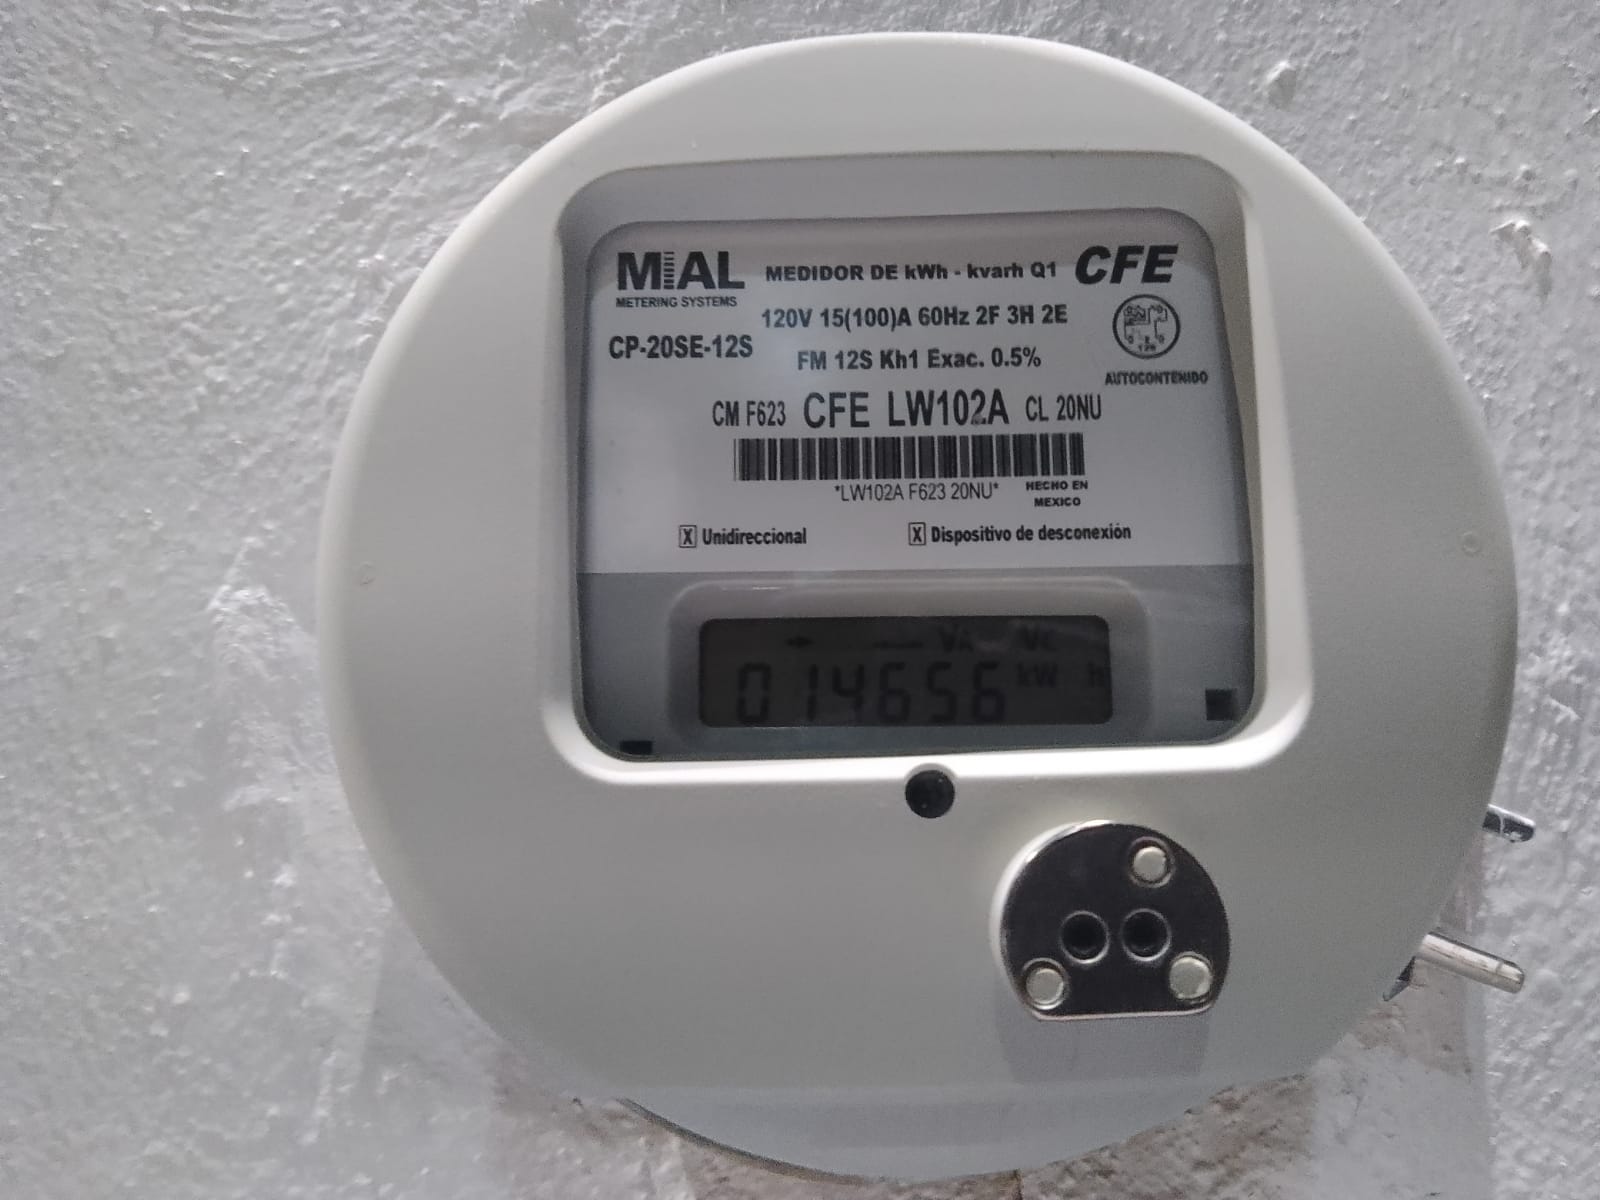 MIAL
METERING SYSTEMS
MEDIDOR DE kWh - kvarh Q1
CFE
120V 15(100)A 60Hz 2F 3H 2E
CP-20SE-12S
FM 12S Kh1 Exac. 0.5%
AUTOCONTENIDO
CM F623 CFE LW102A CL 20NU
*LW102A F623 20NU*
HECHO EN
MEXICO
X Unidireccional
X Dispositivo de desconexión
VA VC
014656 kW h